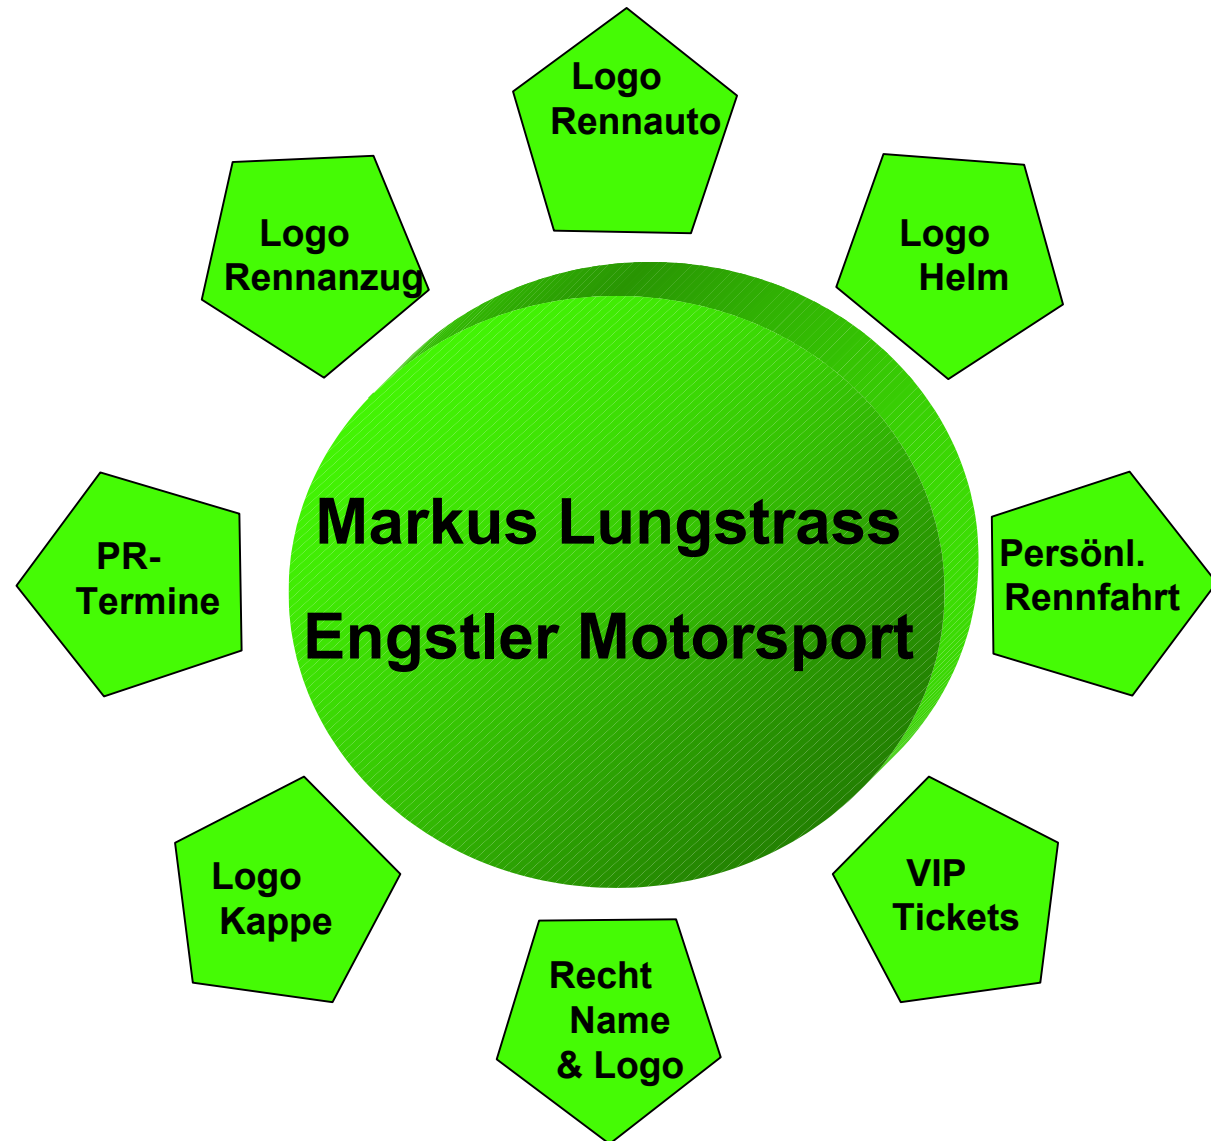 Logo
Rennauto
Logo
Rennanzug
Logo
Helm
Markus Lungstrass
Engstler Motorsport
PR-
Termine
Persönl.
Rennfahrt
Logo
Kappe
VIP
Tickets
Recht
Name
& Logo